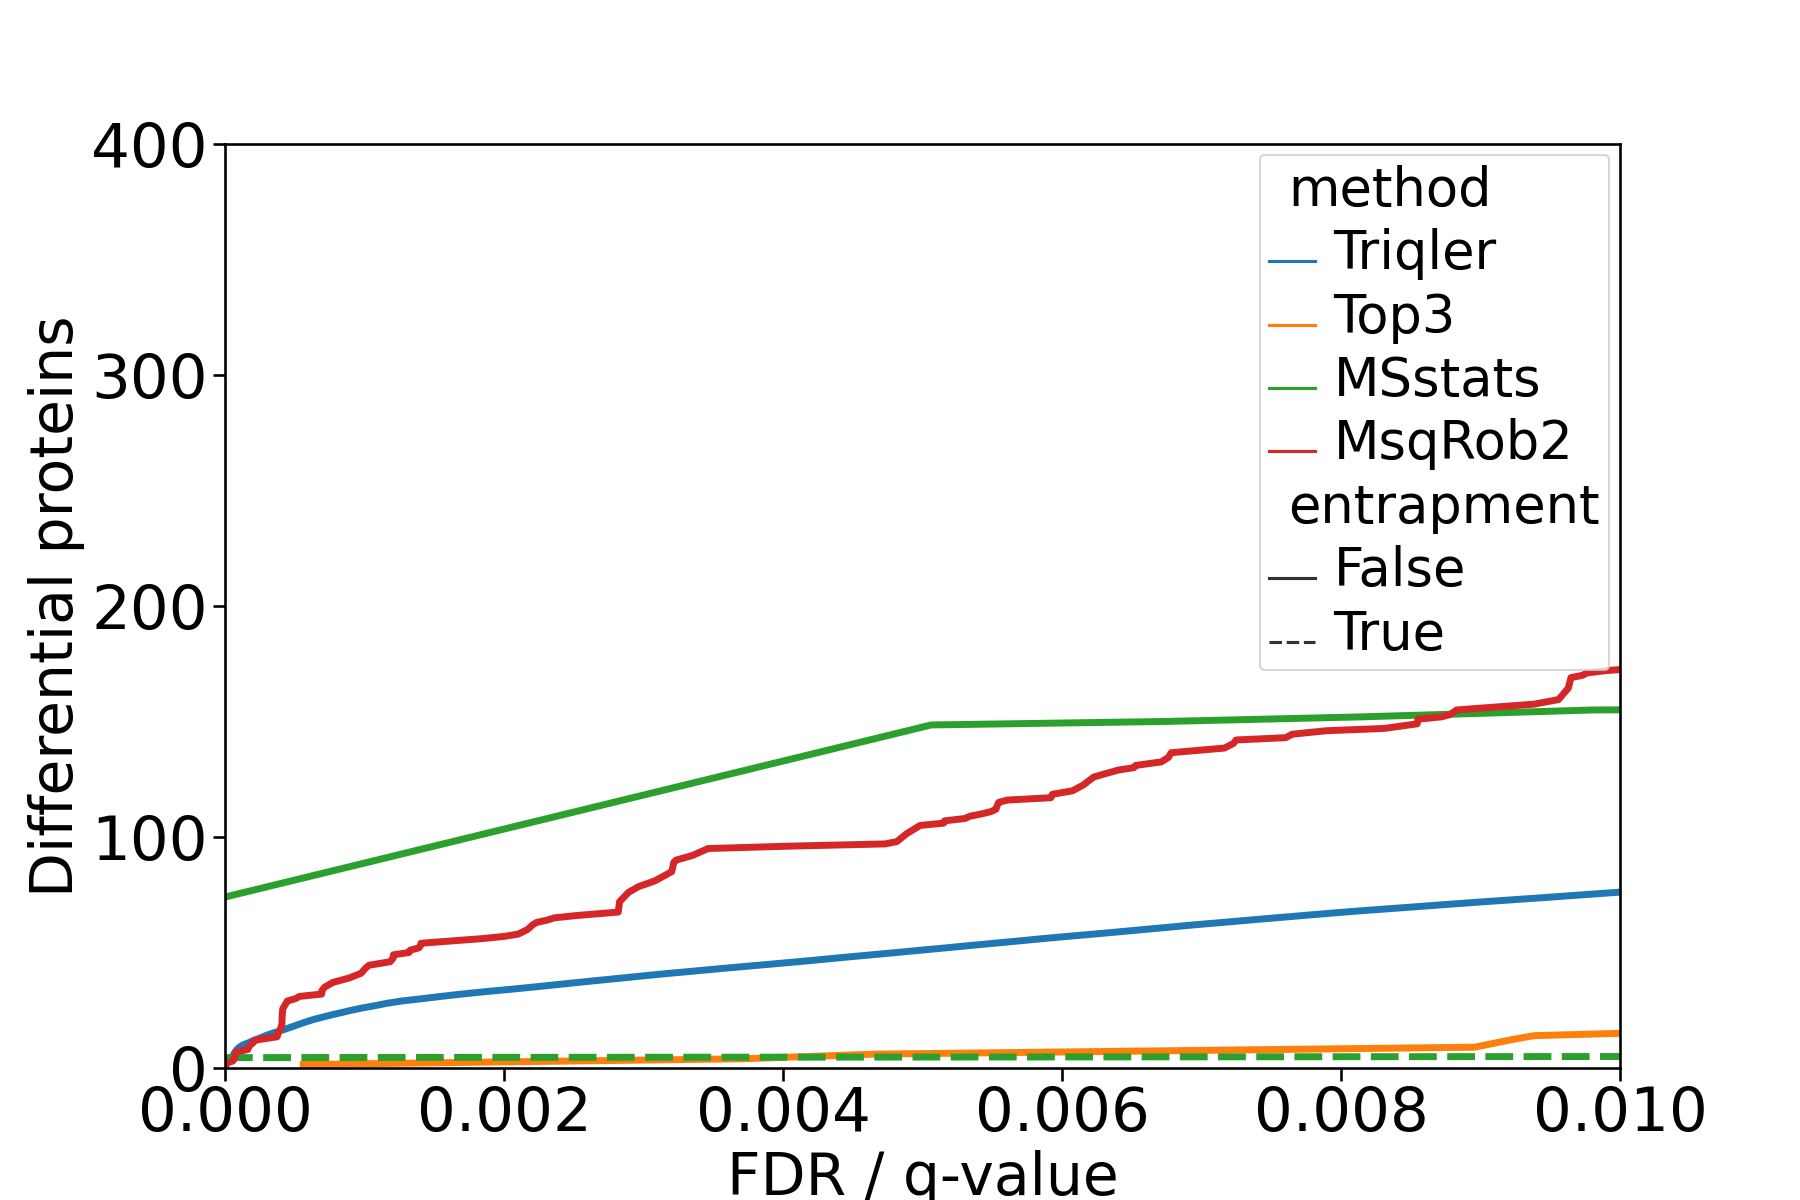 400
300
200
100
0
Differential proteins
method
Triqler
Top3
MSstats
MsqRob2
entrapment
False
True
0.000 0.002 0.004 0.006 0.008 0.010
FDR / q-value